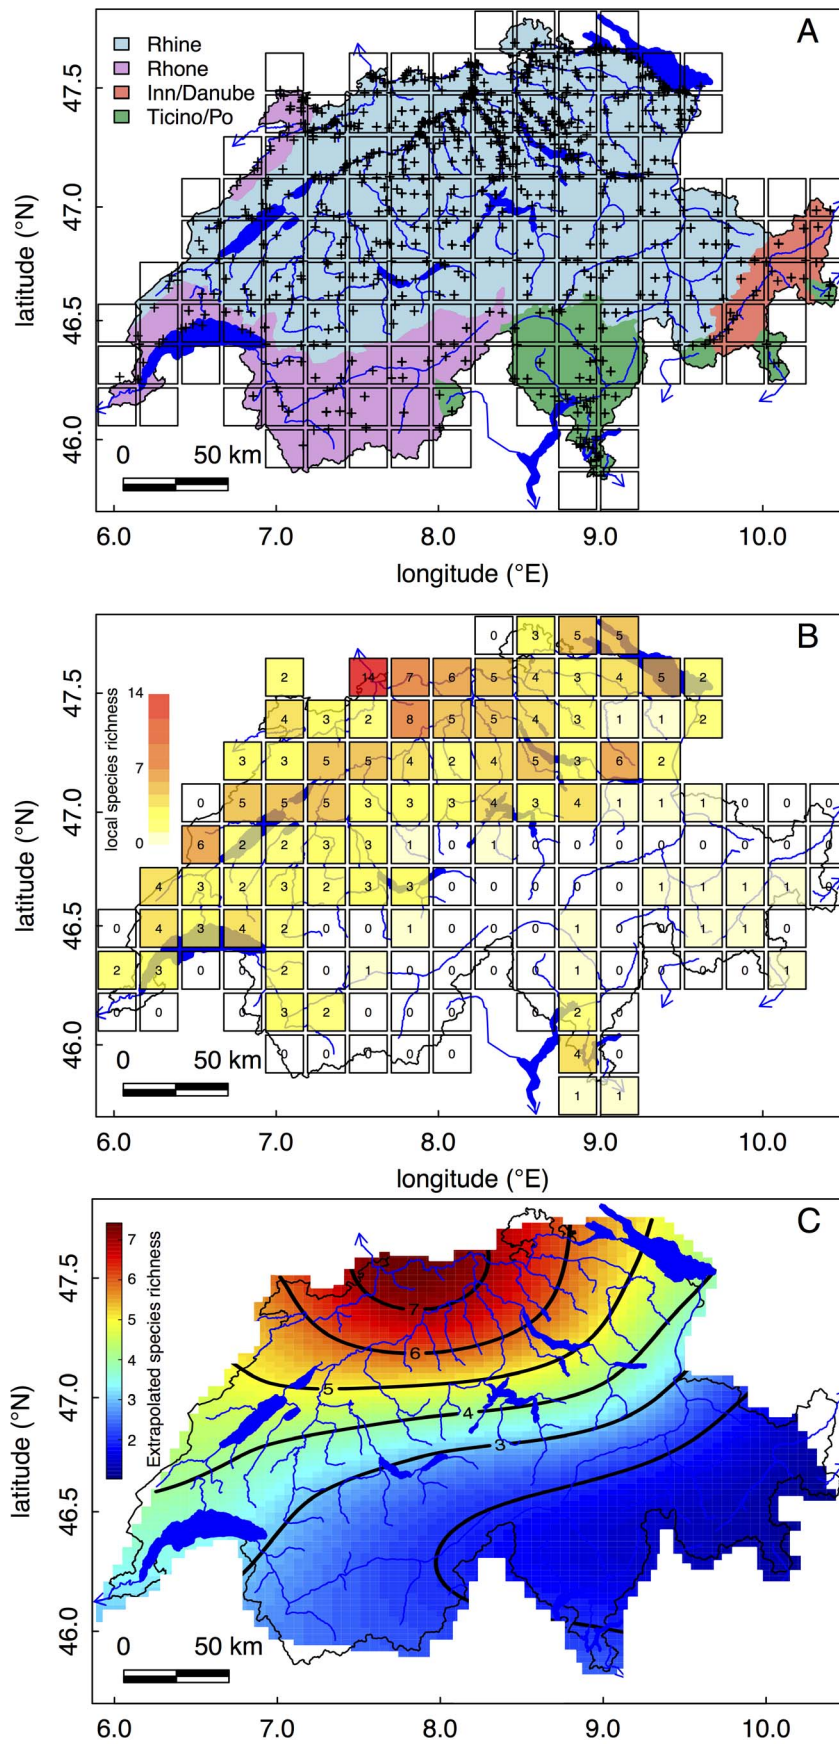 A
Rhine
Rhone
Inn/Danube
Ticino/Po
47.5
47.0
46.5
46.0
latitude (°N)
0 50 km
6.0 7.0 8.0 9.0 10.0
longitude (°E)
B
0 3 5 5
2 14 7 6 5 4 3 4 5 2
4 3 2 8 5 5 4 3 1 1 2
3 3 5 5 4 2 4 5 3 6 2
0 5 5 5 3 3 3 4 3 4 1 1 1 0 0 0
6 2 2 3 3 1 0 1 0 0 0 0 0 0 0
4 3 2 3 2 3 3 0 0 0 0 0 1 1 1 1 0
0 4 3 4 2 0 0 1 0 0 0 1 0 1 1 0
2 3 0 2 0 1 0 0 0 1 0 0 0 1
0 3 2 0 0 0 0 2 0
0 0 0 0 0 4 0
1 1
14
7
0
local species richness
47.5
47.0
46.5
46.0
latitude (°N)
0 50 km
6.0 7.0 8.0 9.0 10.0
longitude (°E)
C
7
6
5
4
3
2
Extrapolated species richness
7
6
5
4
3
47.5
47.0
46.5
46.0
latitude (°N)
0 50 km
6.0 7.0 8.0 9.0 10.0